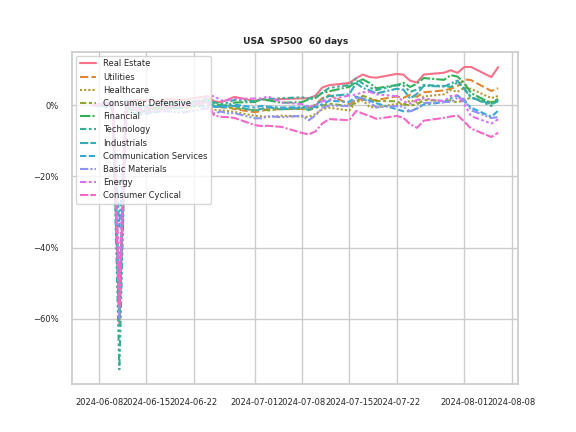 USA SP500 60 days
Real Estate
Utilities
Healthcare
Consumer Defensive
Financial
Technology
Industrials
Communication Services
Basic Materials
Energy
Consumer Cyclical
0%
−20%
−40%
−60%
2024-06-08 2024-06-15 2024-06-22 2024-07-01 2024-07-08 2024-07-15 2024-07-22 2024-08-01 2024-08-08